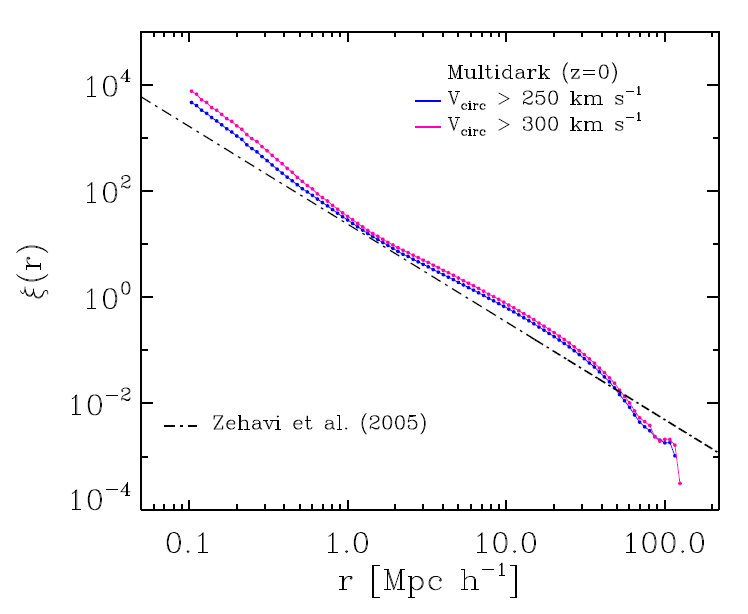 Multidark (z=0)
V_circ > 250 km s^-1
V_circ > 300 km s^-1
10^4
10^2
10^0
10^-2
10^-4
ξ(r)
Zehavi et al. (2005)
0.1 1.0 10.0 100.0
r [Mpc h^-1]